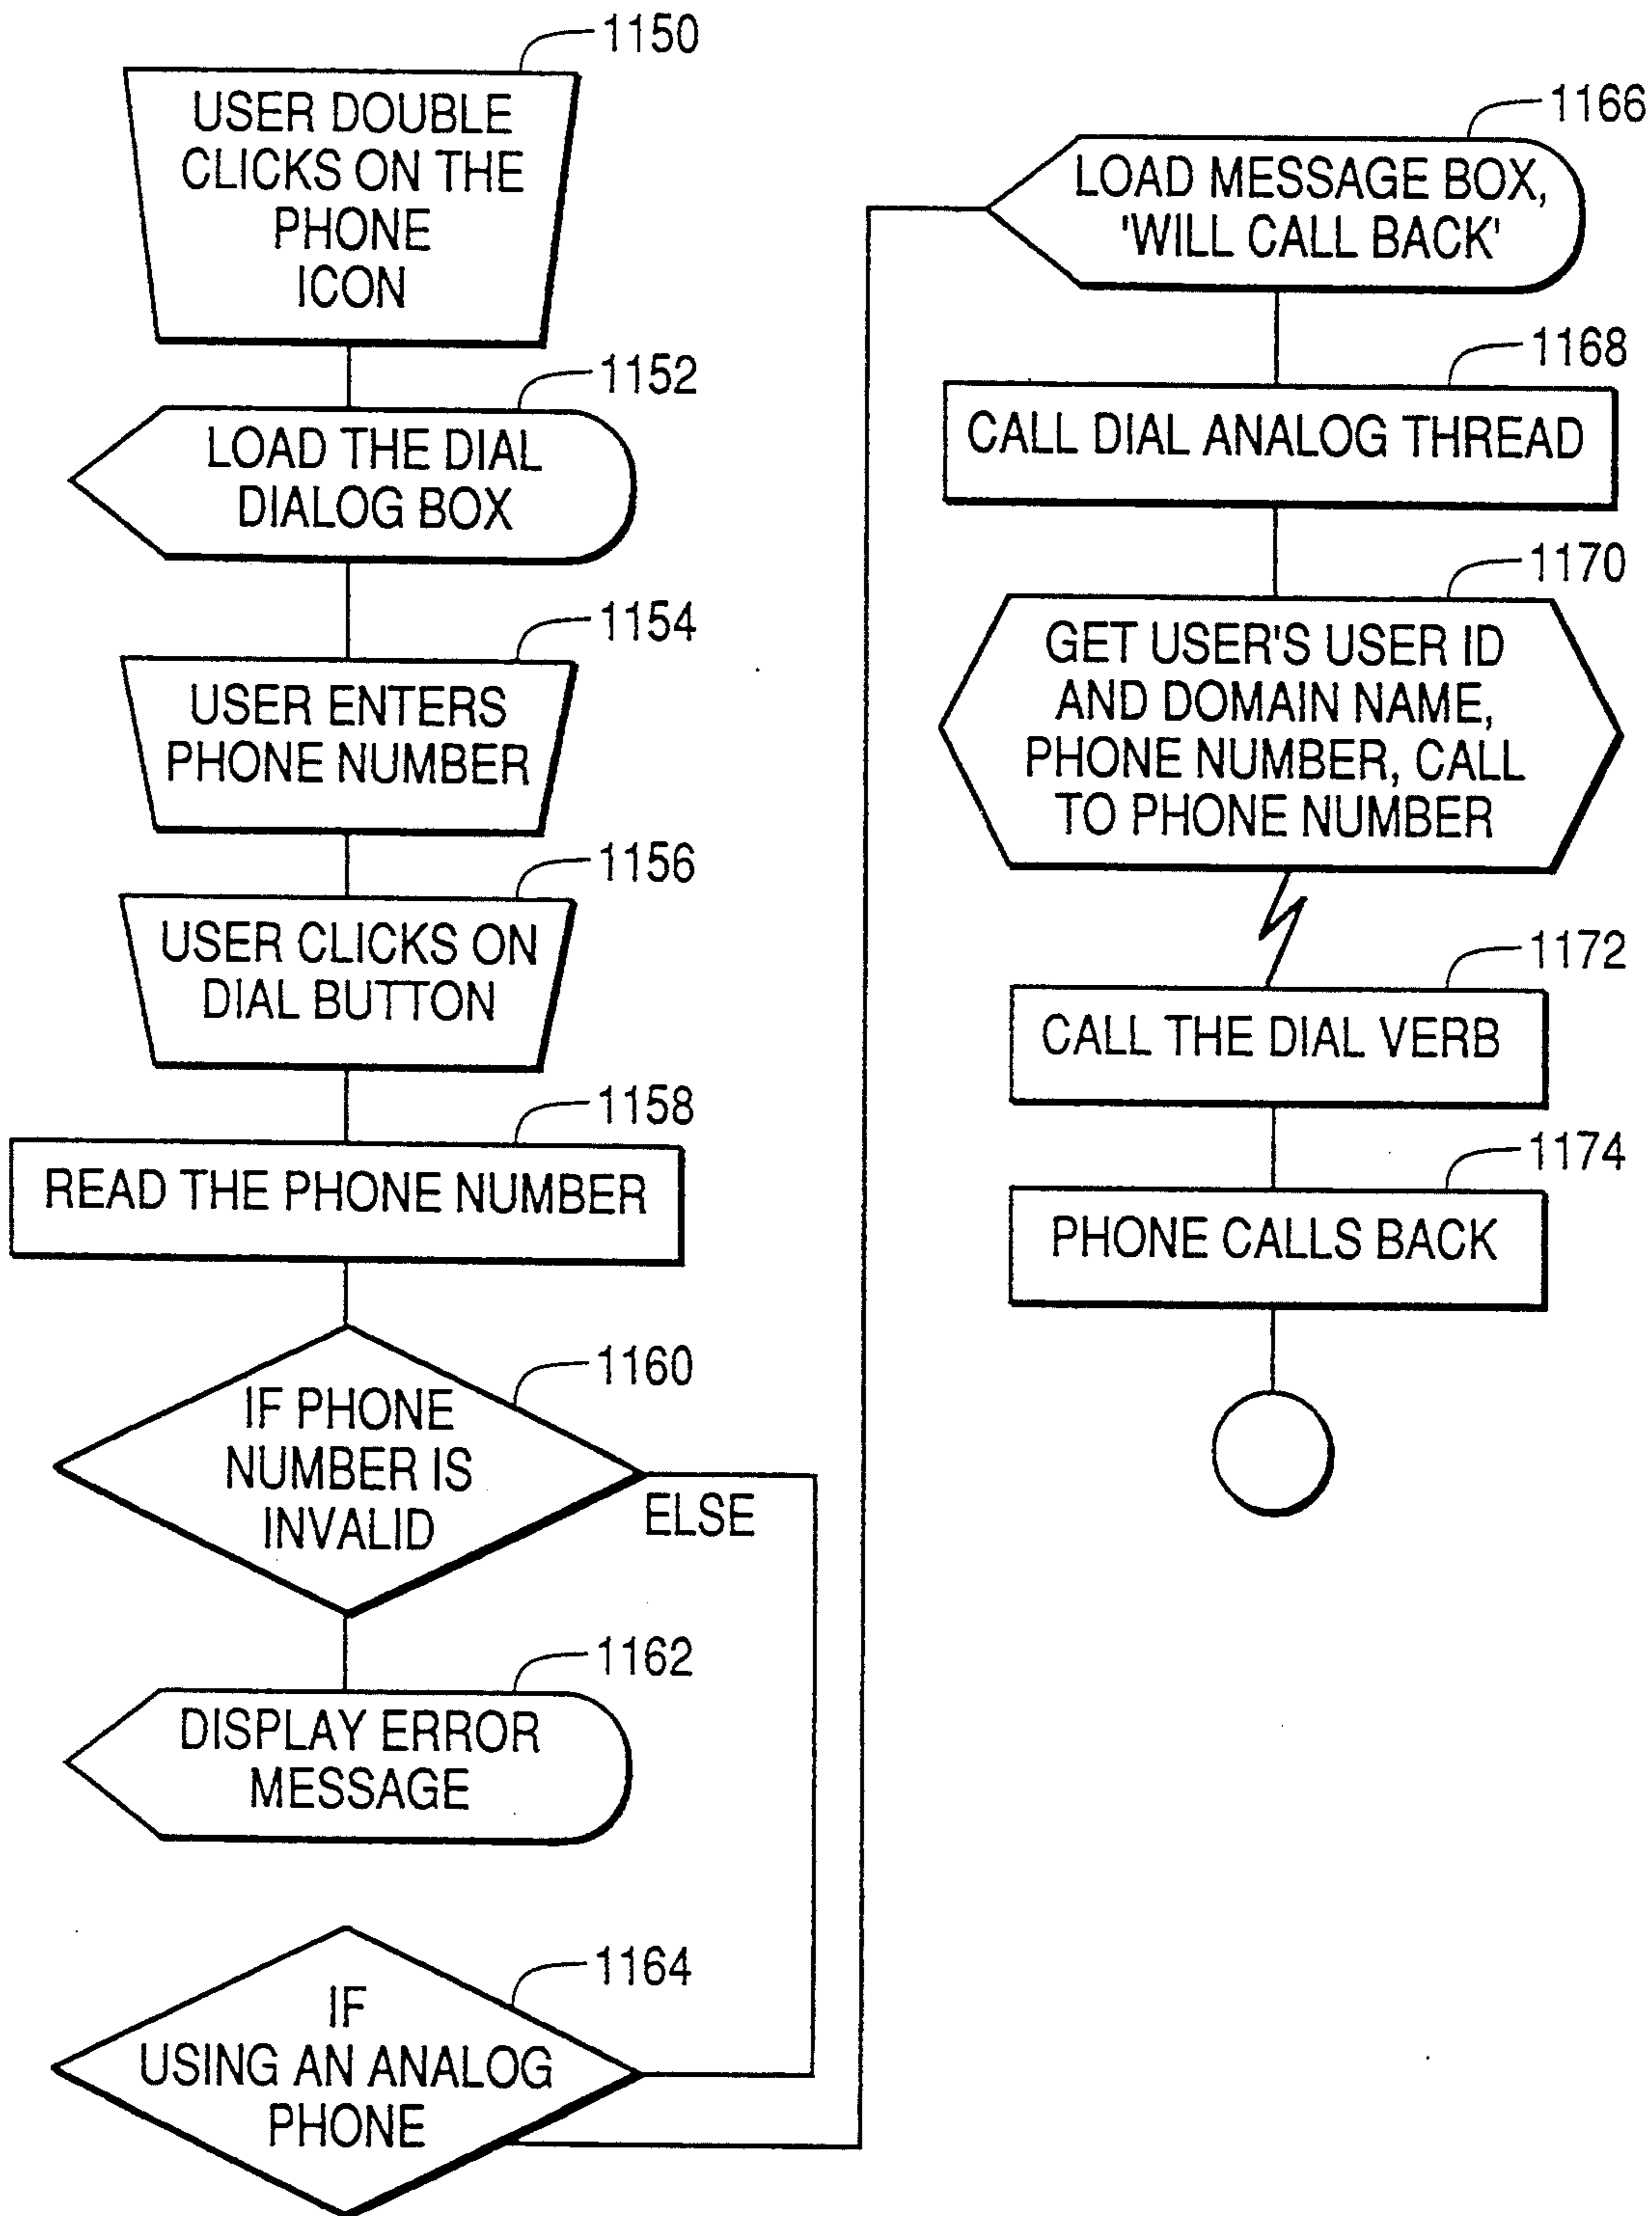 1150
USER DOUBLE
CLICKS ON THE
PHONE
ICON
1152
LOAD THE DIAL
DIALOG BOX
1154
USER ENTERS
PHONE NUMBER
1156
USER CLICKS ON
DIAL BUTTON
1158
READ THE PHONE NUMBER
1160
IF PHONE
NUMBER IS
INVALID
ELSE
1162
DISPLAY ERROR
MESSAGE
1164
IF
USING AN ANALOG
PHONE
1166
LOAD MESSAGE BOX,
'WILL CALL BACK'
1168
CALL DIAL ANALOG THREAD
1170
GET USER'S USER ID
AND DOMAIN NAME,
PHONE NUMBER, CALL
TO PHONE NUMBER
1172
CALL THE DIAL VERB
1174
PHONE CALLS BACK